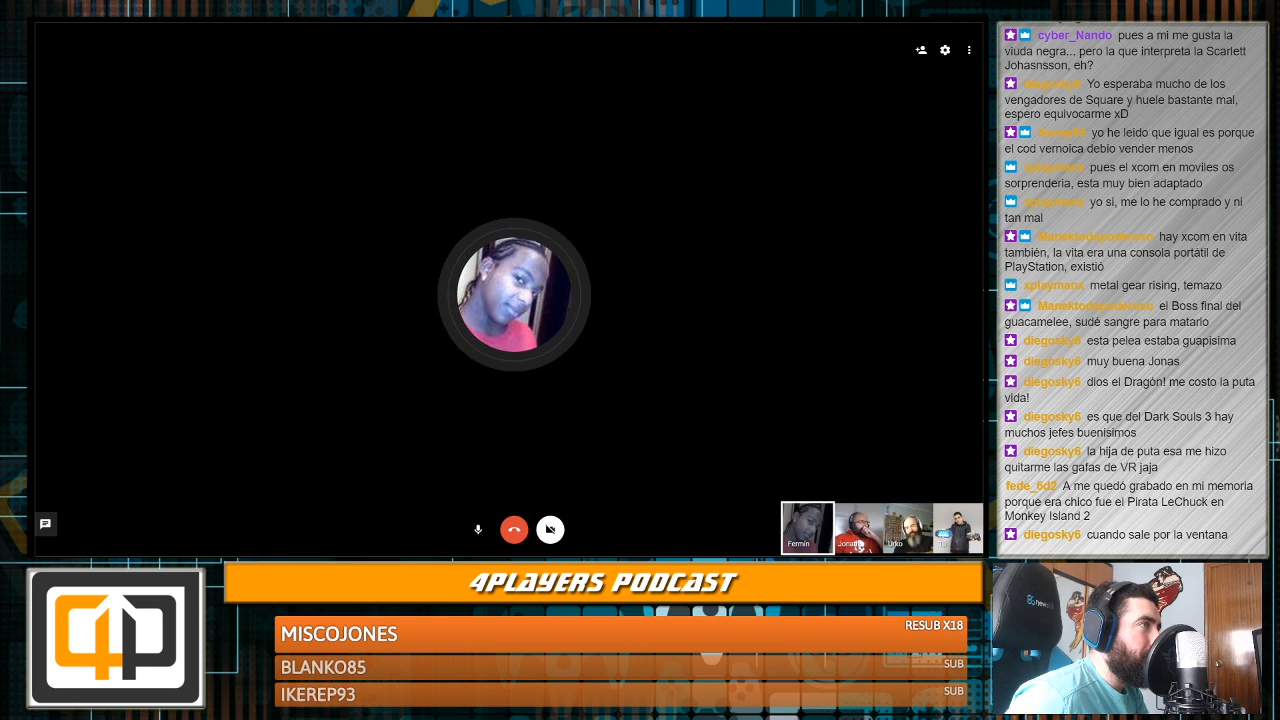 cyber_Nando pues a mi me gusta la
viuda negra... pero la que interpreta la Scarlett
Johasnsson, eh?
diegosky6 Yo esperaba mucho de los
vengadores de Square y huele bastante mal,
espero equivocarme xD
yo he leido que igual es porque
el cod vernoica debio vender menos
xplaymanx pues el xcom en moviles os
sorprenderia, esta muy bien adaptado
xplaymanx yo si, me lo he comprado y ni
tan mal
Manektodopoderoso hay xcom en vita
también, la vita era una consola portátil de
PlayStation, existió
xplaymanx metal gear rising, temazo
Manektodopoderoso el Boss final del
guacamelee, sudé sangre para matarlo
diegosky6 esta pelea estaba guapisima
diegosky6 muy buena Jonas
diegosky6 dios el Dragón! me costo la puta
vida!
diegosky6 es que del Dark Souls 3 hay
muchos jefes buenisimos
diegosky6 la hija de puta esa me hizo
quitarme las gafas de VR jaja
fede_6d2 A me quedó grabado en mi memoria
porque era chico fue el Pirata LeChuck en
Monkey Island 2
diegosky6 cuando sale por la ventana
Fermín
Urko
4PLAYERS PODCAST
4P
MISCOJONES RESUB X18
BLANKO85 SUB
IKEREP93 SUB